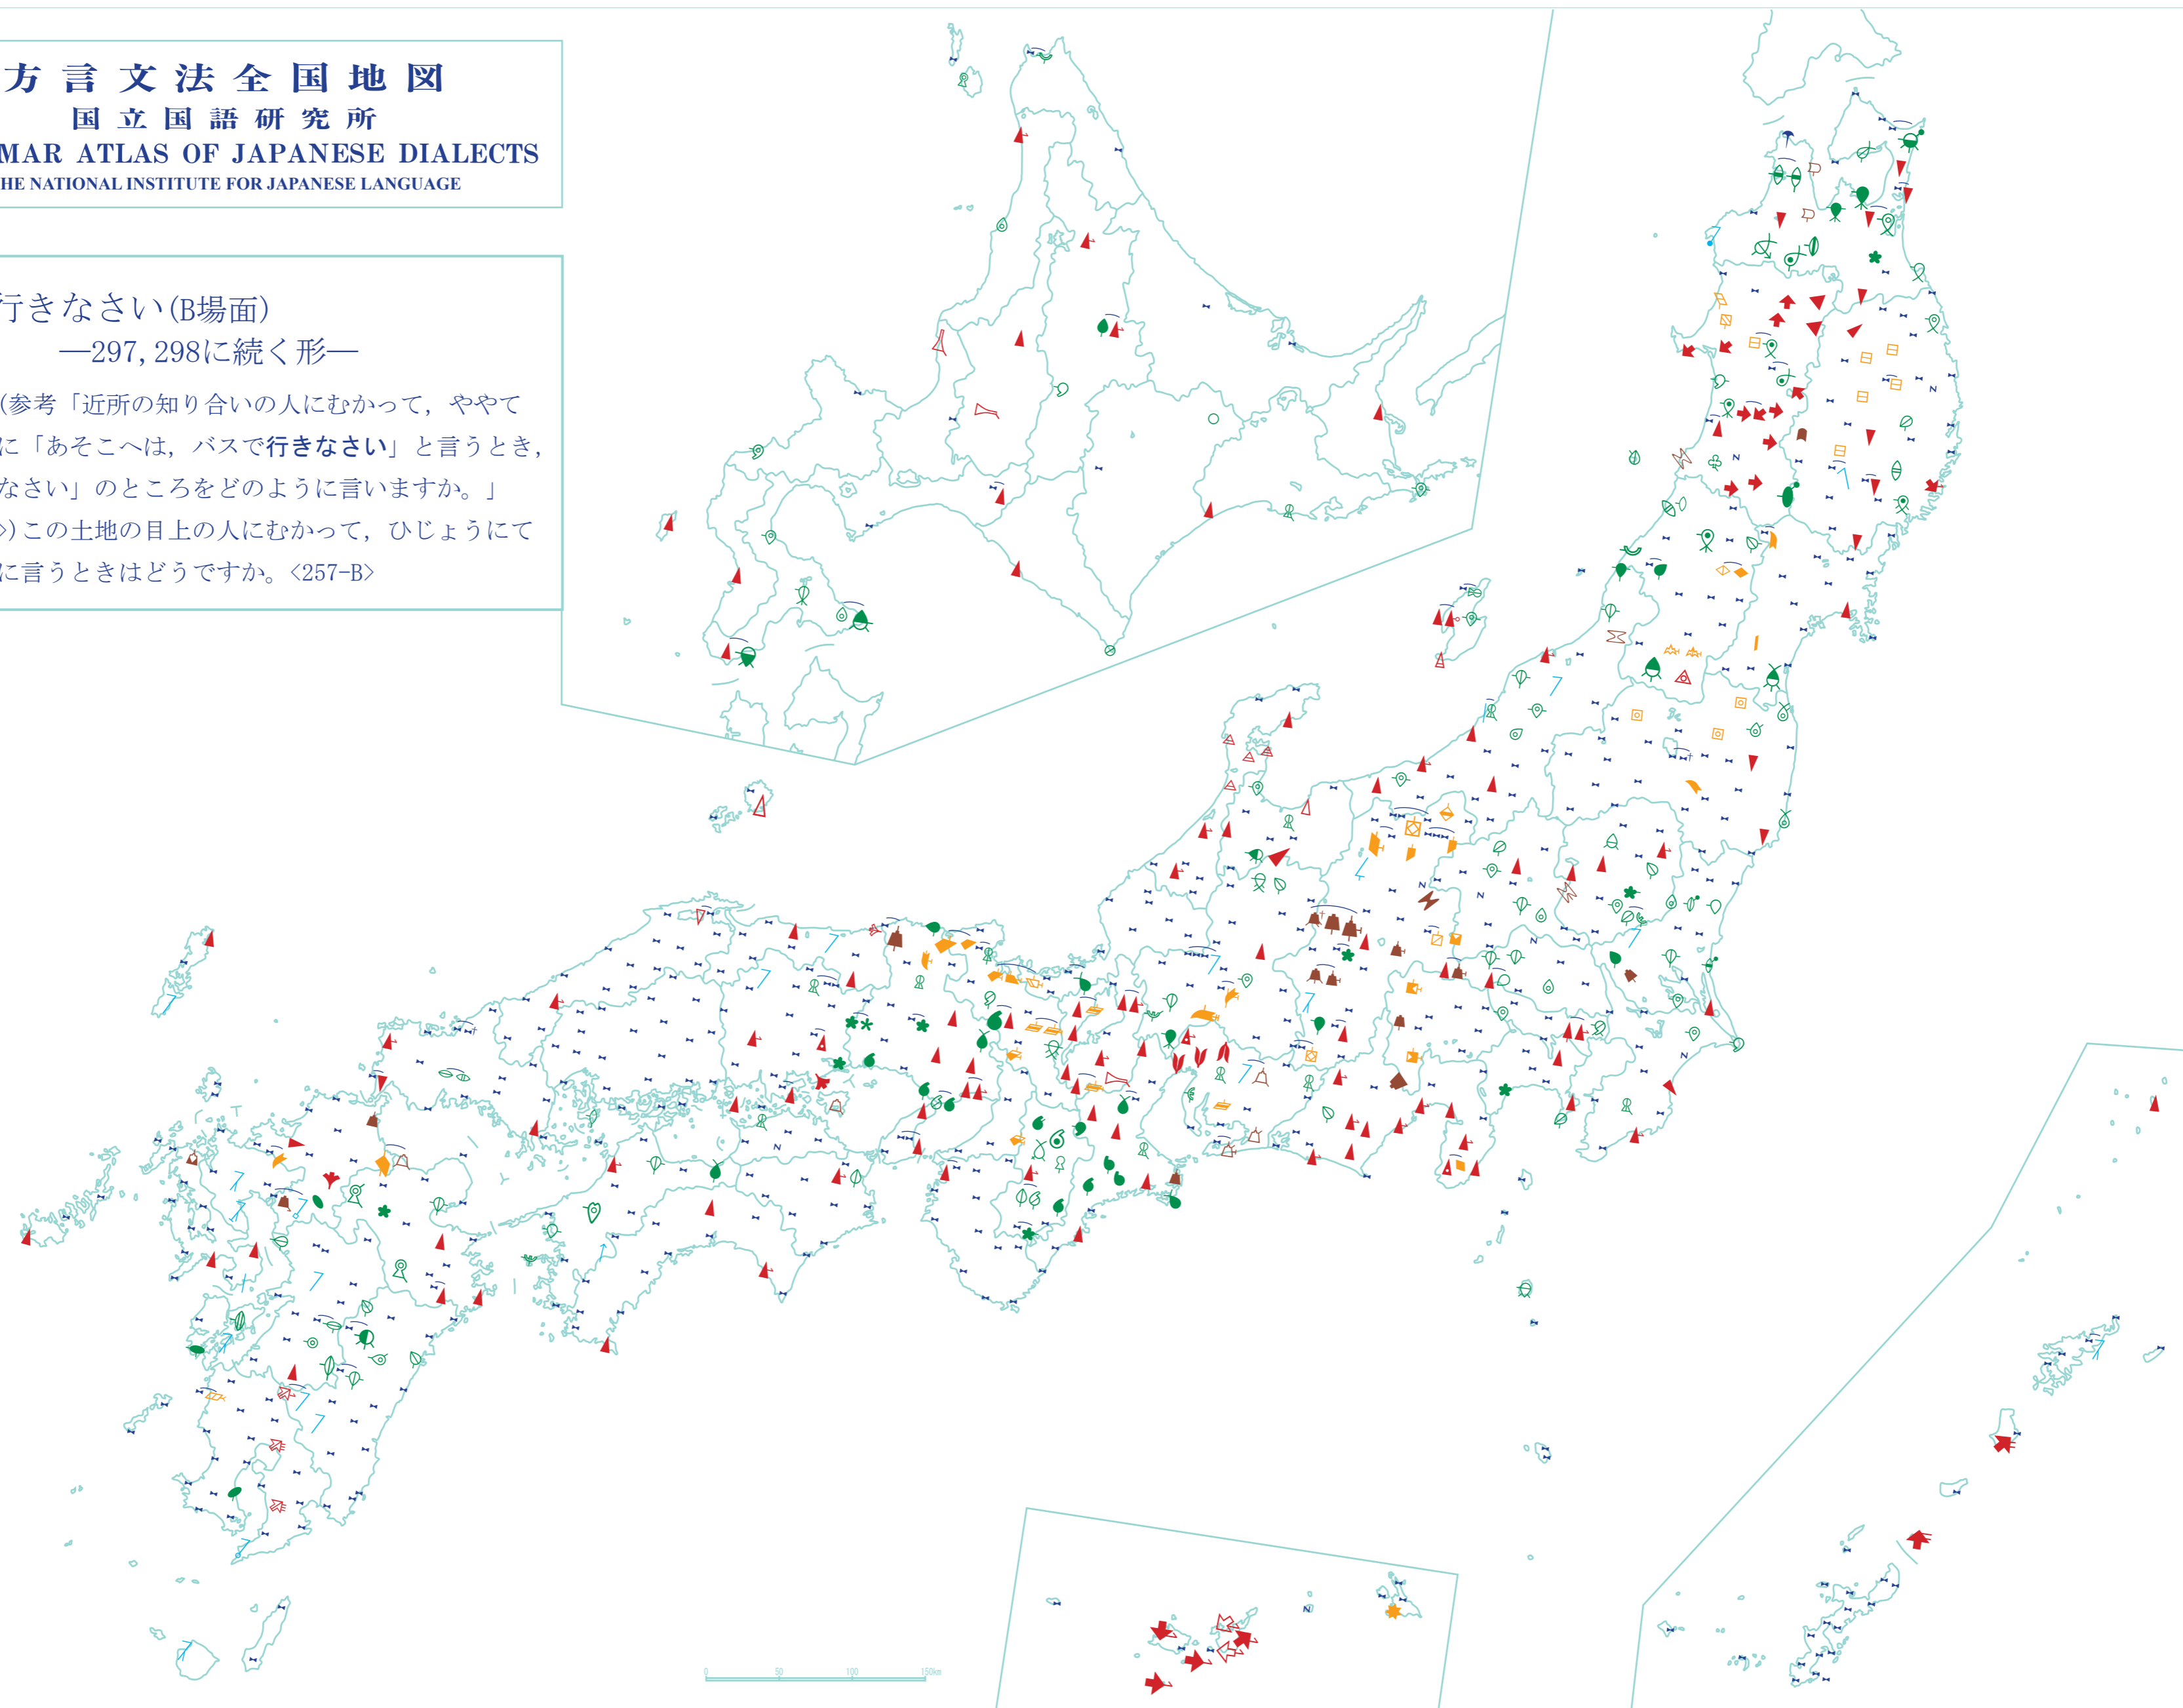 方言文法全国地図
国立国語研究所
MAR ATLAS OF JAPANESE DIALECTS
HE NATIONAL INSTITUTE FOR JAPANESE LANGUAGE
行きなさい(B場面)
―297,298に続く形―
(参考「近所の知り合いの人にむかって，ややて
に「あそこへは，バスで行きなさい」と言うとき，
なさい」のところをどのように言いますか。」
>)この土地の目上の人にむかって，ひじょうにて
に言うときはどうですか。<257-B>
0 50 100 150km